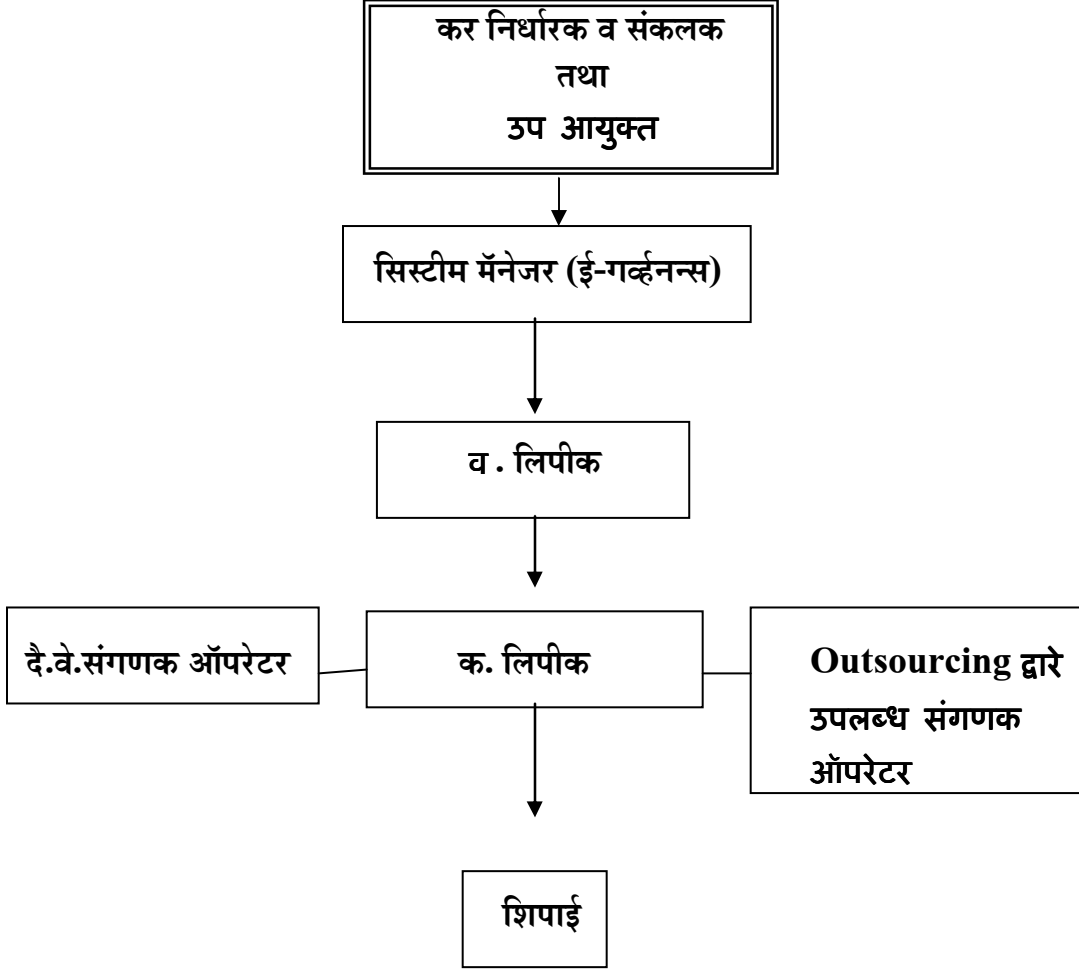 कर निर्धारक व संकलक
तथा
उप आयुक्त
सिस्टीम मॅनेजर (ई-गर्व्हनन्स)
व . लिपीक
दै.वे.संगणक ऑपरेटर
क. लिपीक
Outsourcing द्वारे
उपलब्ध संगणक
ऑपरेटर
शिपाई